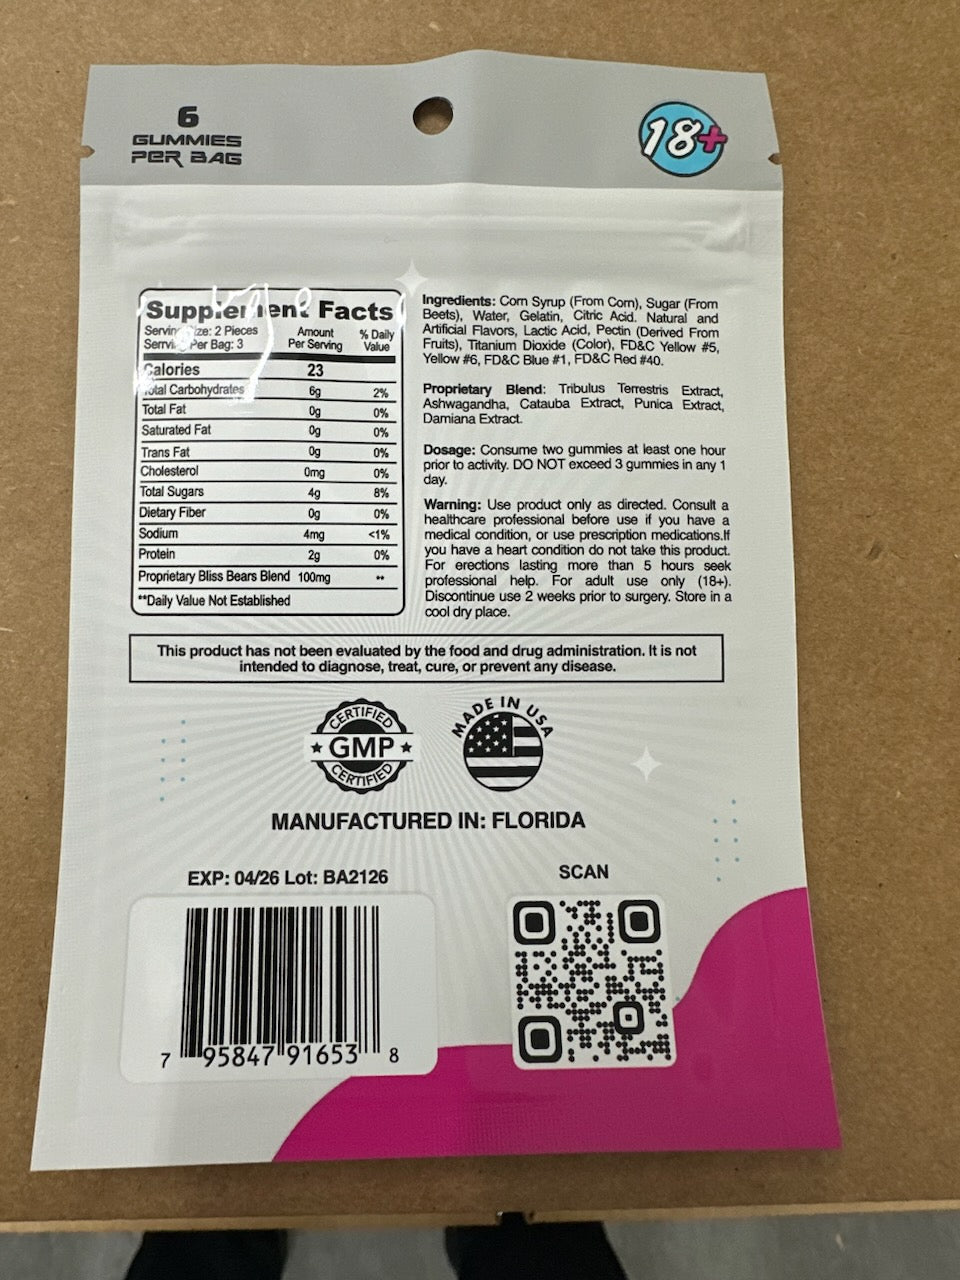 6
GUMMIES
PER BAG
18+
Supplement Facts
Serving Size: 2 Pieces
Amount
Per Serving
% Daily
Value
Per Bag: 3
Calories 23
Total Carbohydrates 6g 2%
Total Fat 0g 0%
Saturated Fat 0g 0%
Trans Fat 0g 0%
Cholesterol 0mg 0%
Total Sugars 4g 8%
Dietary Fiber 0g 0%
Sodium 4mg <1%
Protein 2g 0%
Proprietary Bliss Bears Blend 100mg **
**Daily Value Not Established
Ingredients: Corn Syrup (From Corn), Sugar (From
Beets), Water, Gelatin, Citric Acid. Natural and
Artificial Flavors, Lactic Acid, Pectin (Derived From
Fruits), Titanium Dioxide (Color), FD&C Yellow #5,
Yellow #6, FD&C Blue #1, FD&C Red #40.
Proprietary Blend: Tribulus Terrestris Extract,
Ashwagandha, Catauba Extract, Punica Extract,
Damiana Extract.
Dosage: Consume two gummies at least one hour
prior to activity. DO NOT exceed 3 gummies in any 1
day.
Warning: Use product only as directed. Consult a
healthcare professional before use if you have a
medical condition, or use prescription medications.If
you have a heart condition do not take this product.
For erections lasting more than 5 hours seek
professional help. For adult use only (18+).
Discontinue use 2 weeks prior to surgery. Store in a
cool dry place.
This product has not been evaluated by the food and drug administration. It is not
intended to diagnose, treat, cure, or prevent any disease.
CERTIFIED
GMP
CERTIFIED
MADE IN USA
MANUFACTURED IN: FLORIDA
EXP: 04/26 Lot: BA2126
SCAN
7 95847 91653 8